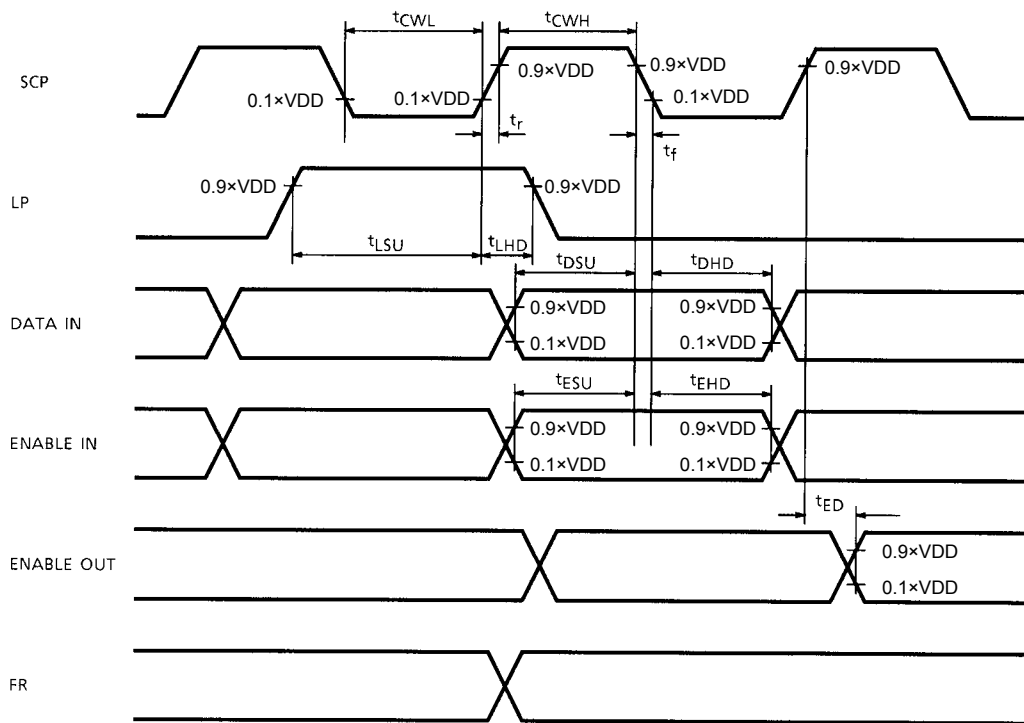 tCWL tCWH
SCP
0.9×VDD 0.9×VDD 0.9×VDD
0.1×VDD 0.1×VDD 0.1×VDD
tr
tf
LP
0.9×VDD 0.9×VDD
tLSU tLHD
tDSU tDHD
DATA IN
0.9×VDD 0.9×VDD
0.1×VDD 0.1×VDD
tESU tEHD
ENABLE IN
0.9×VDD 0.9×VDD
0.1×VDD 0.1×VDD
tED
ENABLE OUT
0.9×VDD
0.1×VDD
FR